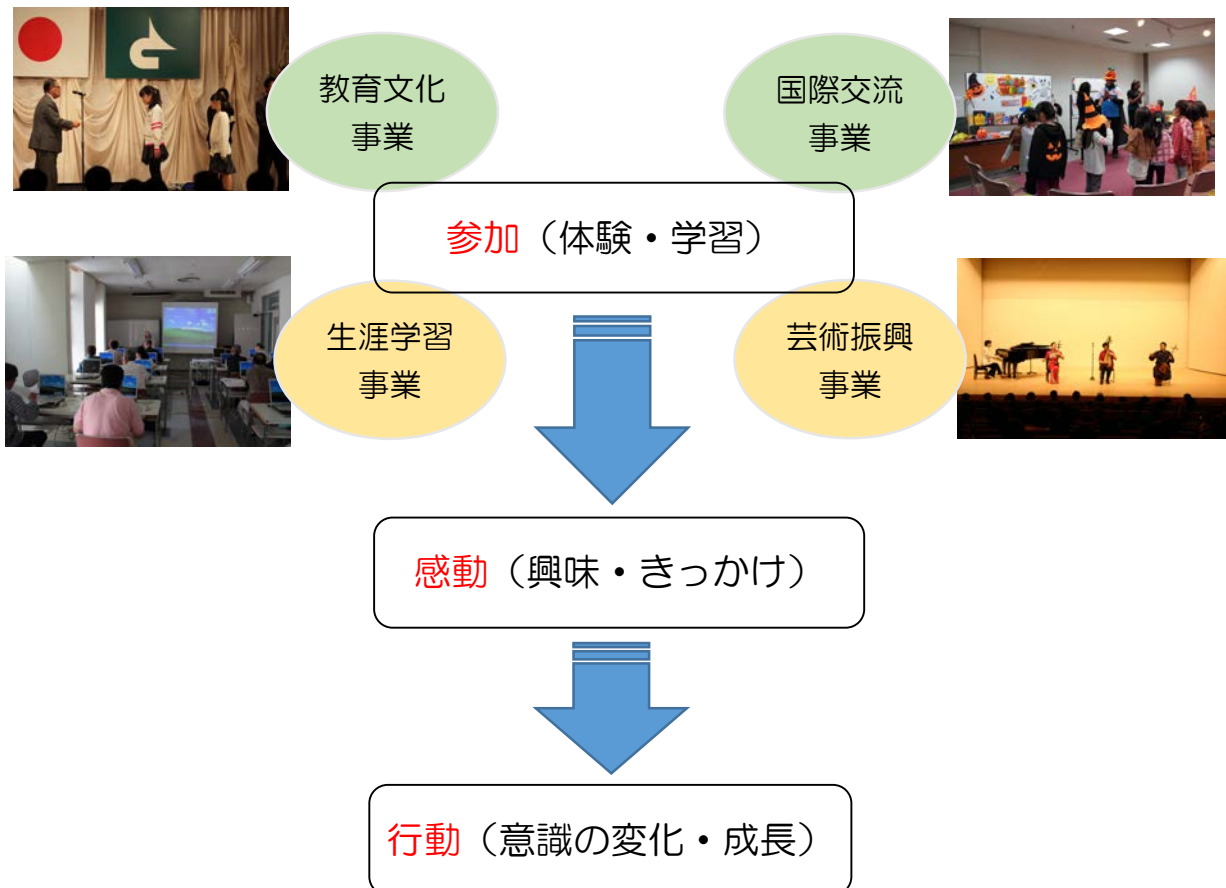 教育文化
事業
国際交流
事業
参加（体験・学習）
生涯学習
事業
芸術振興
事業
感動（興味・きっかけ）
行動（意識の変化・成長）